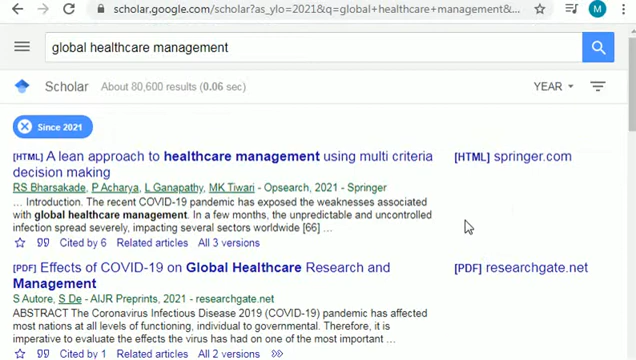 scholar.google.com/scholar?as_ylo=2021&q=global+healthcare+management&...
M
global healthcare management
Scholar About 80,600 results (0.06 sec) YEAR
Since 2021
[HTML] A lean approach to healthcare management using multi criteria [HTML] springer.com
decision making
RS Bharsakade, P Acharya, L Ganapathy, MK Tiwari - Opsearch, 2021 - Springer
... Introduction. The recent COVID-19 pandemic has exposed the weaknesses associated
with global healthcare management. In a few months, the unpredictable and uncontrolled
infection spread severely, impacting several sectors worldwide [66] ...
Cited by 6 Related articles All 3 versions
[PDF] Effects of COVID-19 on Global Healthcare Research and [PDF] researchgate.net
Management
S Autore, S De - AIJR Preprints, 2021 - researchgate.net
ABSTRACT The Coronavirus Infectious Disease 2019 (COVID-19) pandemic has affected
most nations at all levels of functioning, individual to governmental. Therefore, it is
imperative to evaluate the effects the virus has had on one of the most important ...
Cited by 1 Related articles All 2 versions